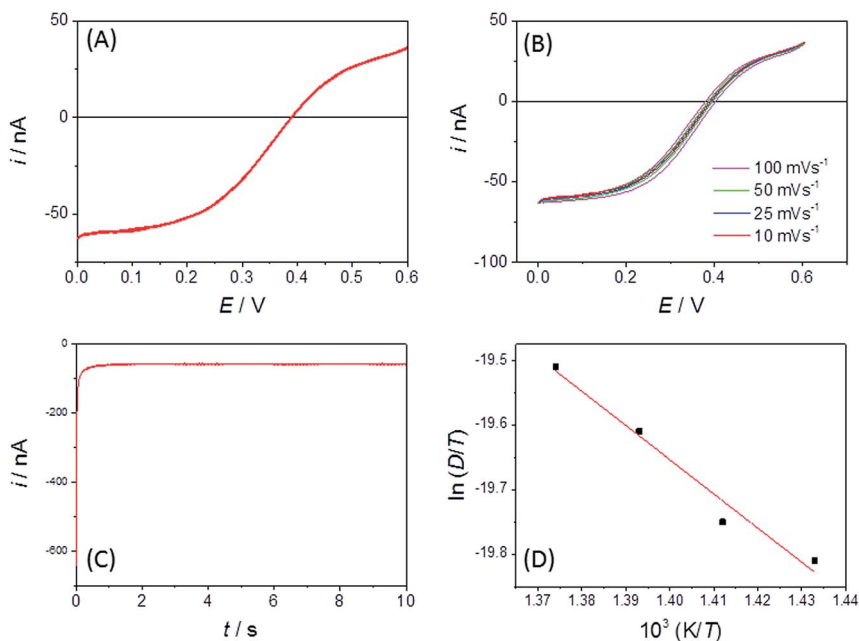 (A)
50
0
-50
i / nA
0.0 0.1 0.2 0.3 0.4 0.5 0.6
E / V
(B)
50
0
-50
-100
i / nA
100 mVs⁻¹
50 mVs⁻¹
25 mVs⁻¹
10 mVs⁻¹
0.0 0.2 0.4 0.6
E / V
(C)
0
-200
-400
-600
i / nA
0 2 4 6 8 10
t / s
(D)
-19.5
-19.6
-19.7
-19.8
ln (D/T)
1.37 1.38 1.39 1.40 1.41 1.42 1.43 1.44
10³ (K/T)